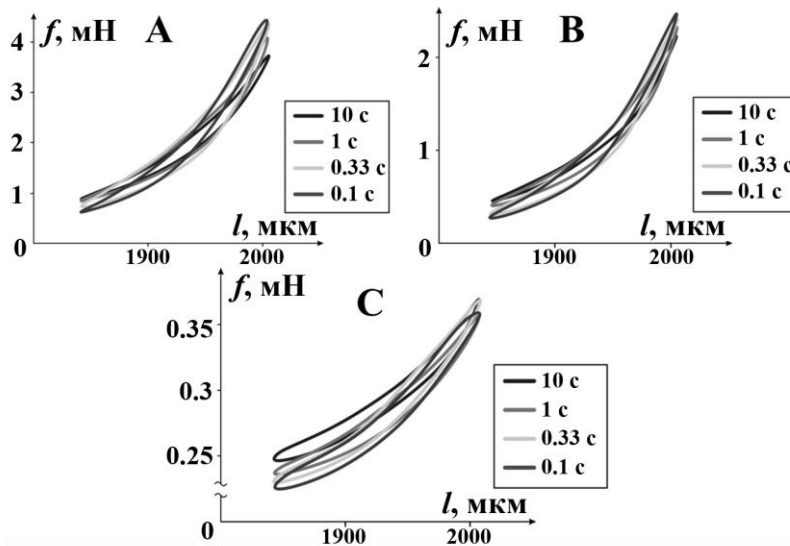 f, мН
A
4
3
2
1
0
1900
2000
l, мкм
10 с
1 с
0.33 с
0.1 с
f, мН
B
2
1
0
1900
2000
l, мкм
10 с
1 с
0.33 с
0.1 с
f, мН
C
0.35
0.3
0.25
0
1900
2000
l, мкм
10 с
1 с
0.33 с
0.1 с